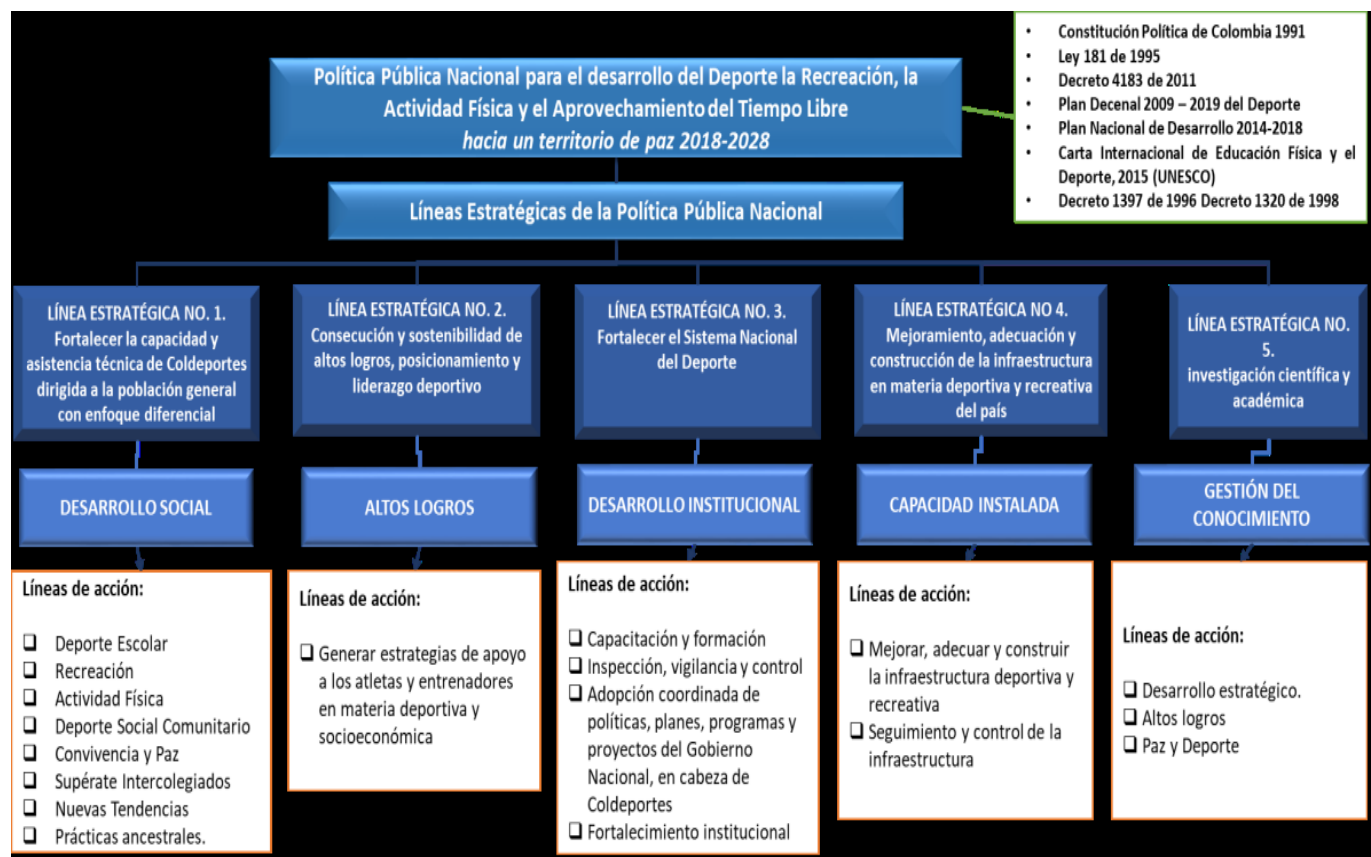 Política Pública Nacional para el desarrollo del Deporte la Recreación, la
Actividad Física y el Aprovechamiento del Tiempo Libre
hacia un territorio de paz 2018-2028
• Constitución Política de Colombia 1991
• Ley 181 de 1995
• Decreto 4183 de 2011
• Plan Decenal 2009 – 2019 del Deporte
• Plan Nacional de Desarrollo 2014-2018
• Carta Internacional de Educación Física y el
Deporte, 2015 (UNESCO)
• Decreto 1397 de 1996 Decreto 1320 de 1998
Líneas Estratégicas de la Política Pública Nacional
LÍNEA ESTRATÉGICA NO. 1.
Fortalecer la capacidad y
asistencia técnica de Coldeportes
dirigida a la población general
con enfoque diferencial
LÍNEA ESTRATÉGICA NO. 2.
Consecución y sostenibilidad de
altos logros, posicionamiento y
liderazgo deportivo
LÍNEA ESTRATÉGICA NO. 3.
Fortalecer el Sistema Nacional
del Deporte
LÍNEA ESTRATÉGICA NO 4.
Mejoramiento, adecuación y
construcción de la infraestructura
en materia deportiva y recreativa
del país
LÍNEA ESTRATÉGICA NO.
5.
investigación científica y
académica
DESARROLLO SOCIAL
ALTOS LOGROS
DESARROLLO INSTITUCIONAL
CAPACIDAD INSTALADA
GESTIÓN DEL
CONOCIMIENTO
Líneas de acción:
❑ Deporte Escolar
❑ Recreación
❑ Actividad Física
❑ Deporte Social Comunitario
❑ Convivencia y Paz
❑ Supérate Intercolegiados
❑ Nuevas Tendencias
❑ Prácticas ancestrales.
Líneas de acción:
❑ Generar estrategias de apoyo
a los atletas y entrenadores
en materia deportiva y
socioeconómica
Líneas de acción:
❑ Capacitación y formación
❑ Inspección, vigilancia y control
❑ Adopción coordinada de
políticas, planes, programas y
proyectos del Gobierno
Nacional, en cabeza de
Coldeportes
❑ Fortalecimiento institucional
Líneas de acción:
❑ Mejorar, adecuar y construir
la infraestructura deportiva y
recreativa
❑ Seguimiento y control de la
infraestructura
Líneas de acción:
❑ Desarrollo estratégico.
❑ Altos logros
❑ Paz y Deporte